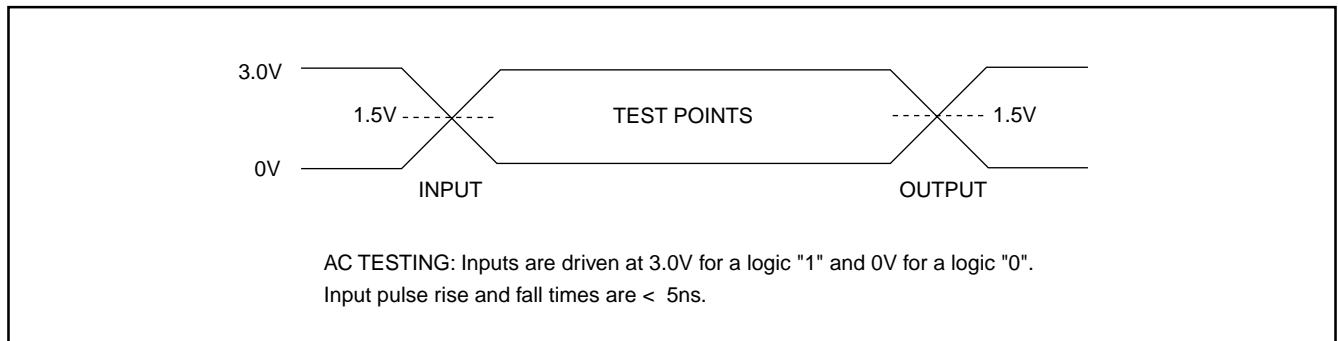 3.0V
1.5V
TEST POINTS
1.5V
0V
INPUT
OUTPUT
AC TESTING: Inputs are driven at 3.0V for a logic "1" and 0V for a logic "0".
Input pulse rise and fall times are < 5ns.